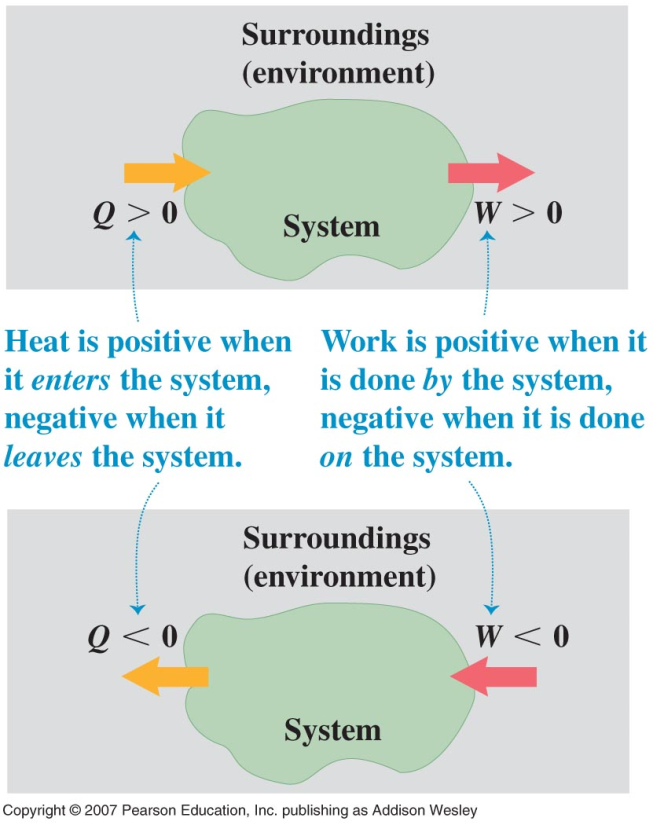 Surroundings
(environment)
Q > 0
System
W > 0
Heat is positive when
it enters the system,
negative when it
leaves the system.
Work is positive when it
is done by the system,
negative when it is done
on the system.
Surroundings
(environment)
Q < 0
W < 0
System
Copyright © 2007 Pearson Education, Inc. publishing as Addison Wesley